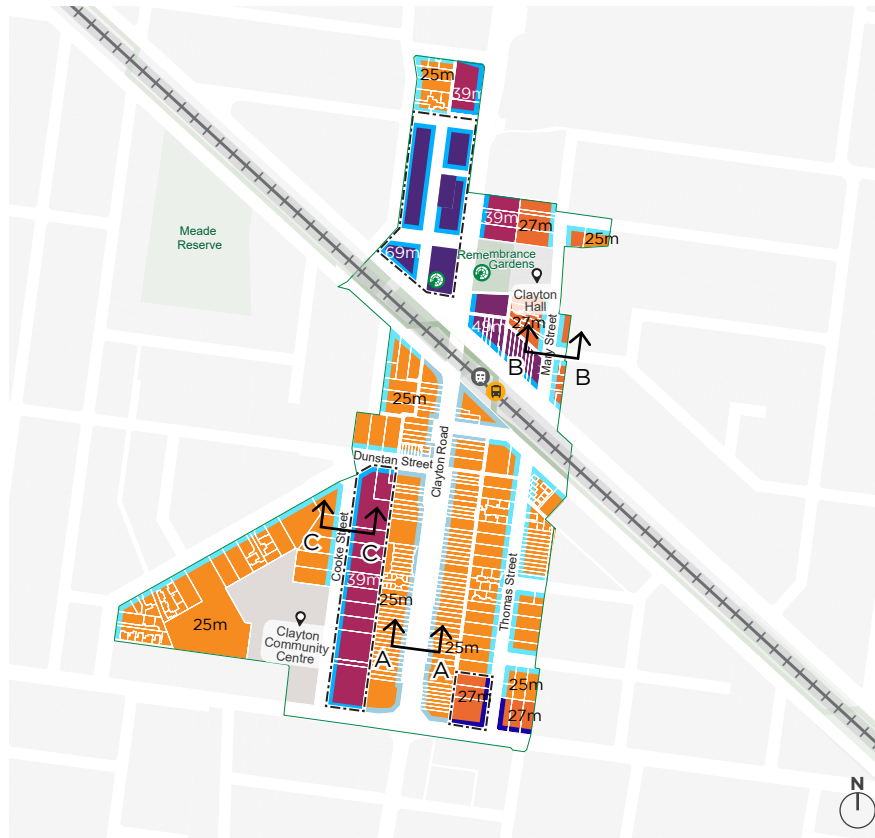 25m
39m
Meade
Reserve
39m
27m
25m
69m
Remembrance
Gardens
Clayton
Hall
49m
27m
Mary Street
B
B
25m
Clayton Road
Dunstan Street
C
C
Cooke Street
39m
25m
Thomas Street
25m
Clayton
Community
Centre
A
A
25m
27m
25m
27m
N